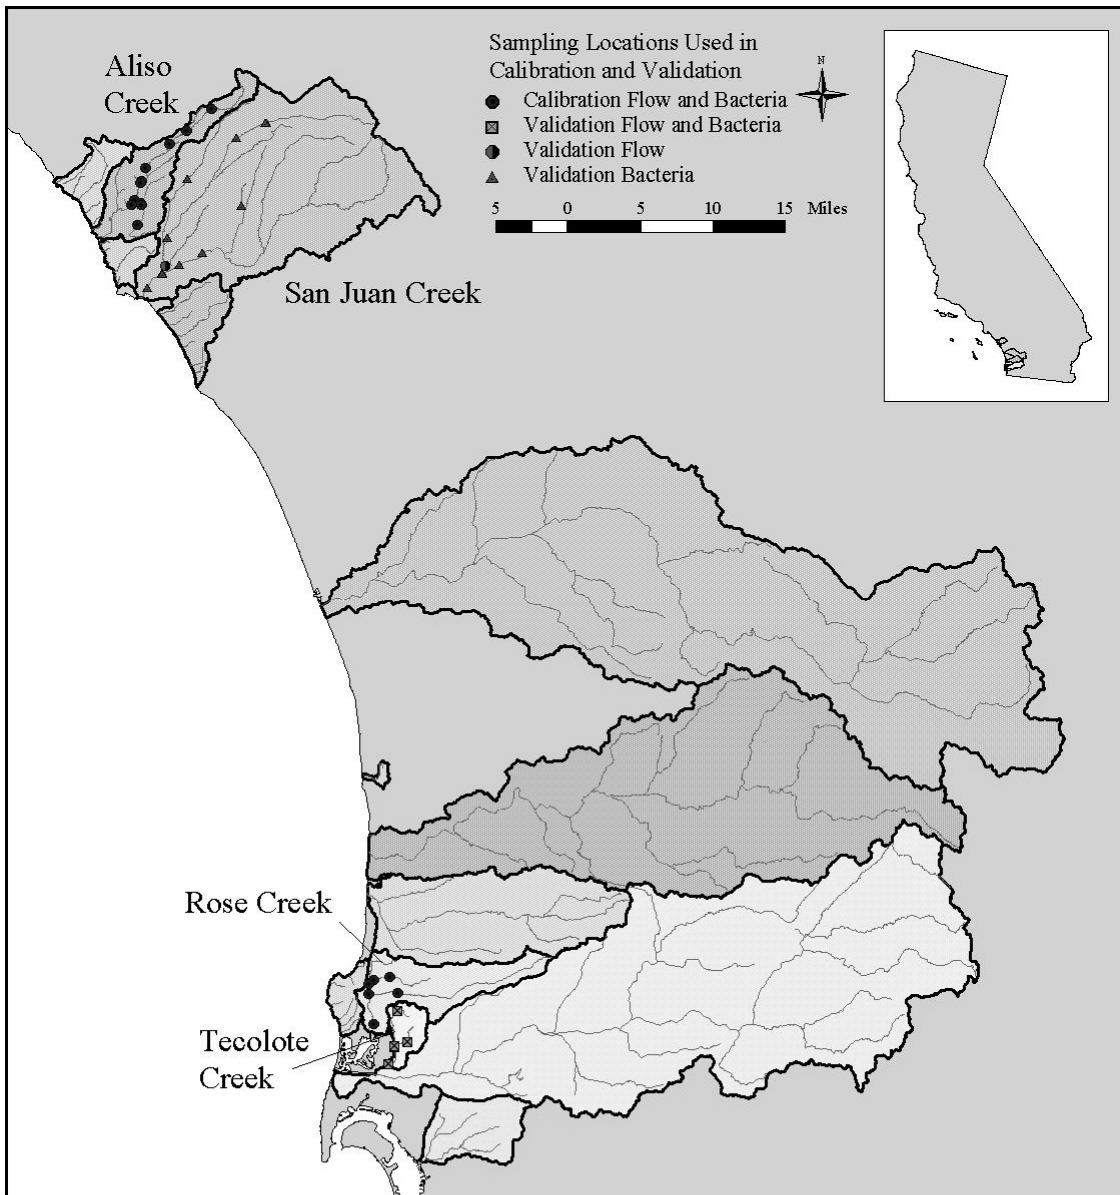 Aliso
Creek
Sampling Locations Used in
Calibration and Validation
Calibration Flow and Bacteria
Validation Flow and Bacteria
Validation Flow
Validation Bacteria
N
5 0 5 10 15 Miles
San Juan Creek
Rose Creek
Tecolote
Creek